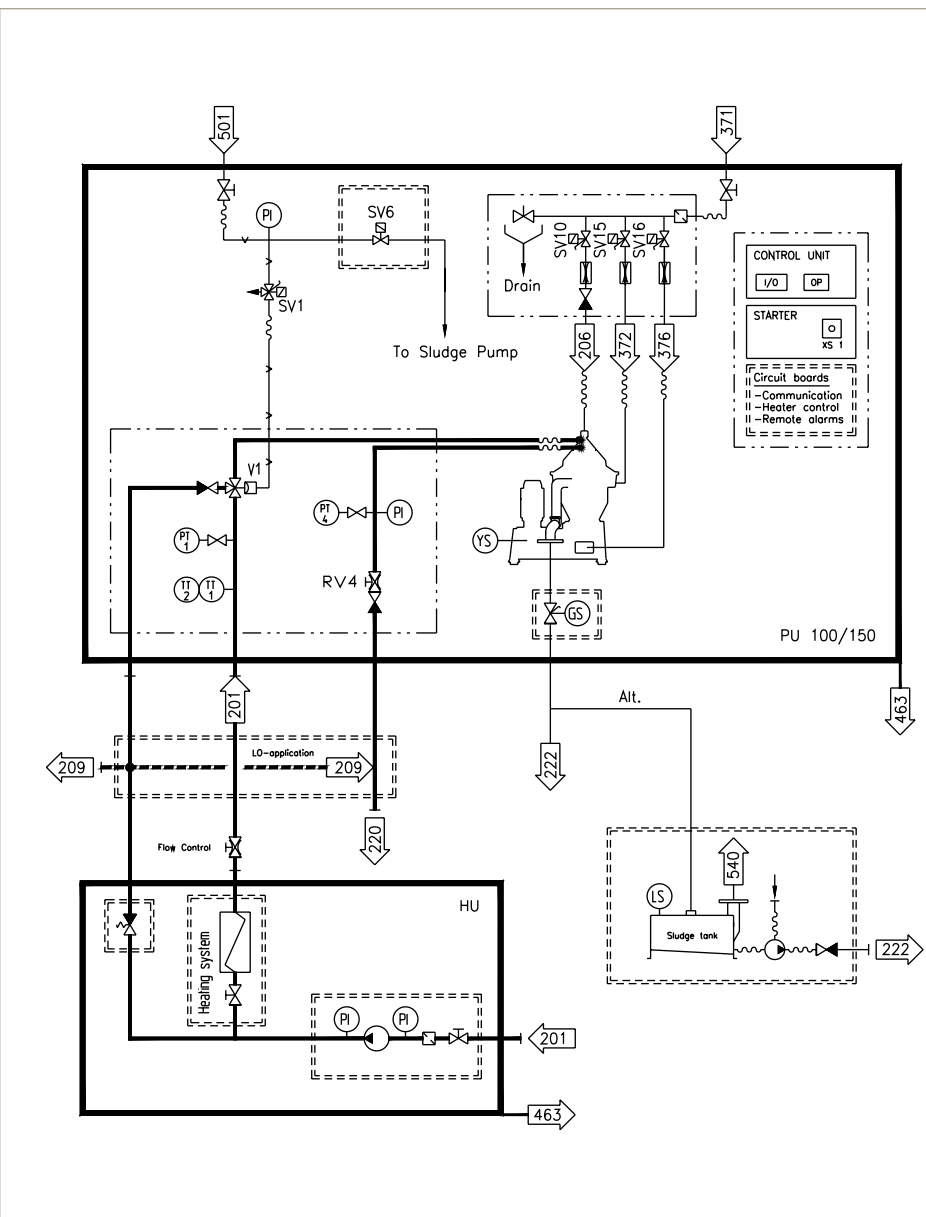 501
371
PI
SV6
SV10
SV15
SV16
CONTROL UNIT
I/O
OP
Drain
SV1
STARTER
XS 1
To Sludge Pump
206
372
376
Circuit boards
-Communication
-Heater control
-Remote alarms
V1
PT
4
PI
PT
1
YS
RV4
TT
2
TT
1
GS
PU 100/150
201
Alt.
463
LO-application
209
209
222
Flow Control
220
540
HU
LS
Sludge tank
222
Heating system
PI
PI
201
463